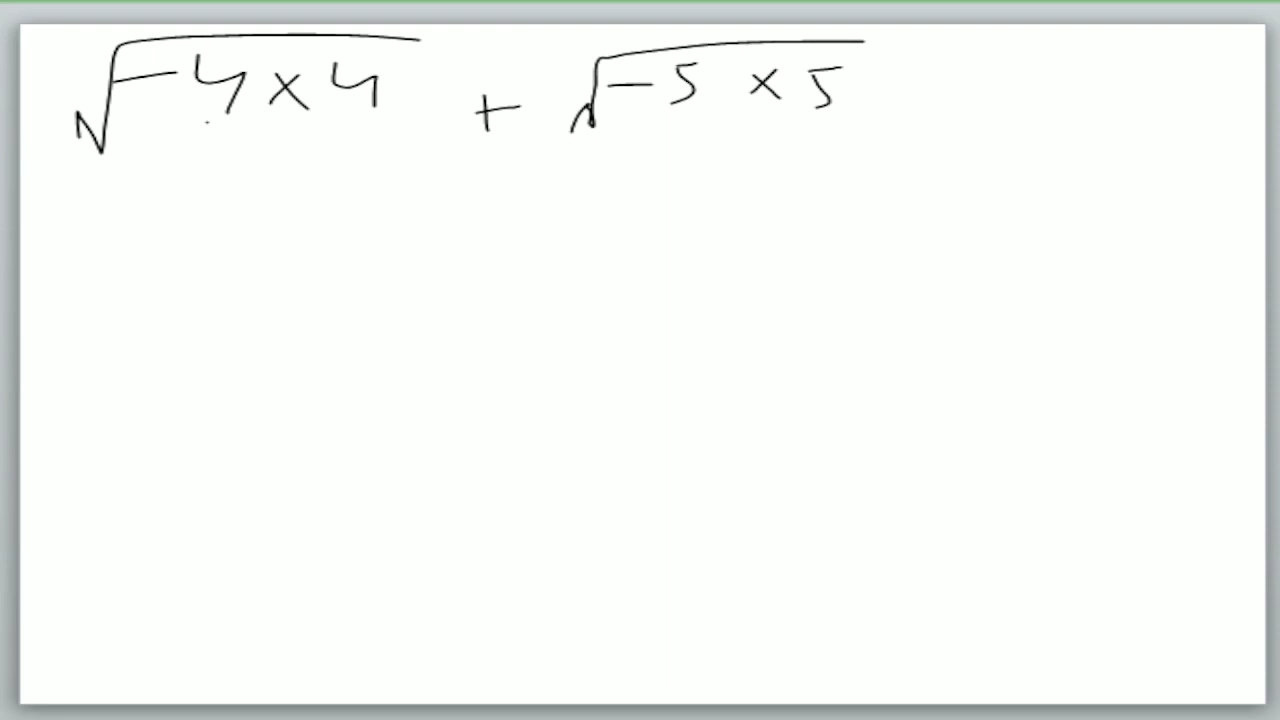 √(-4 × 4) + √(-5 × 5)